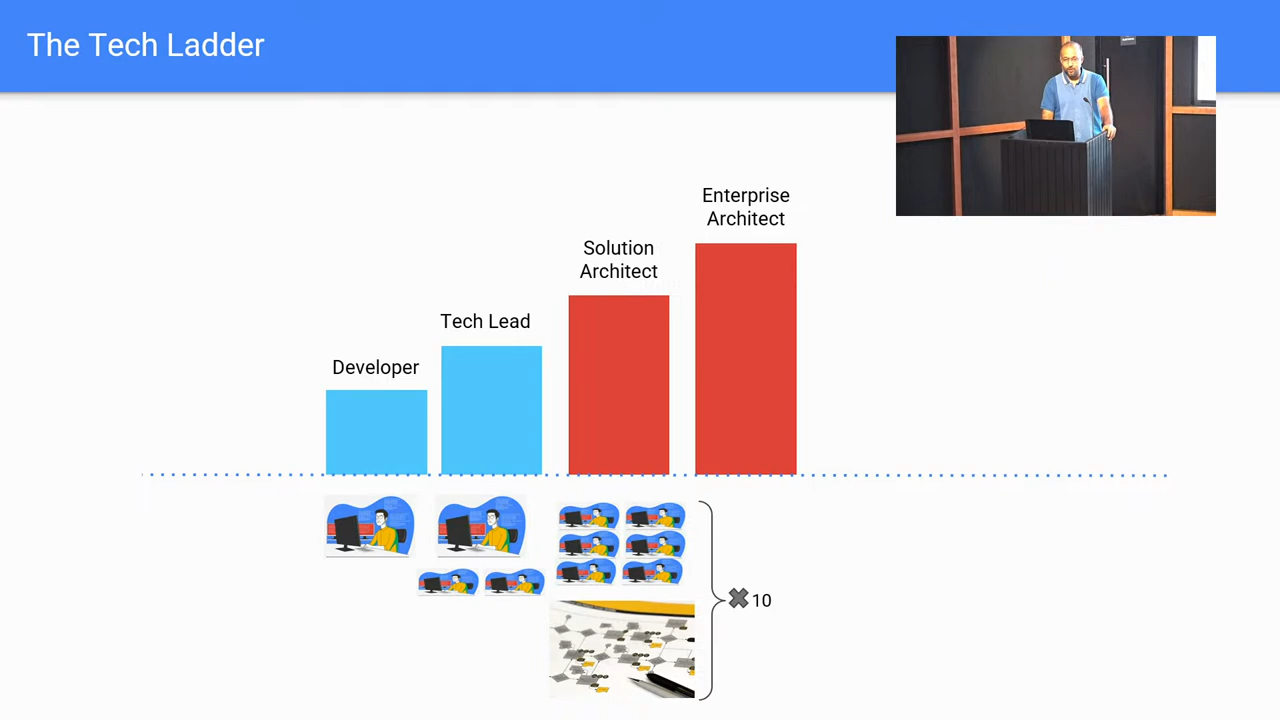 The Tech Ladder
Enterprise
Architect
Solution
Architect
Tech Lead
Developer
10